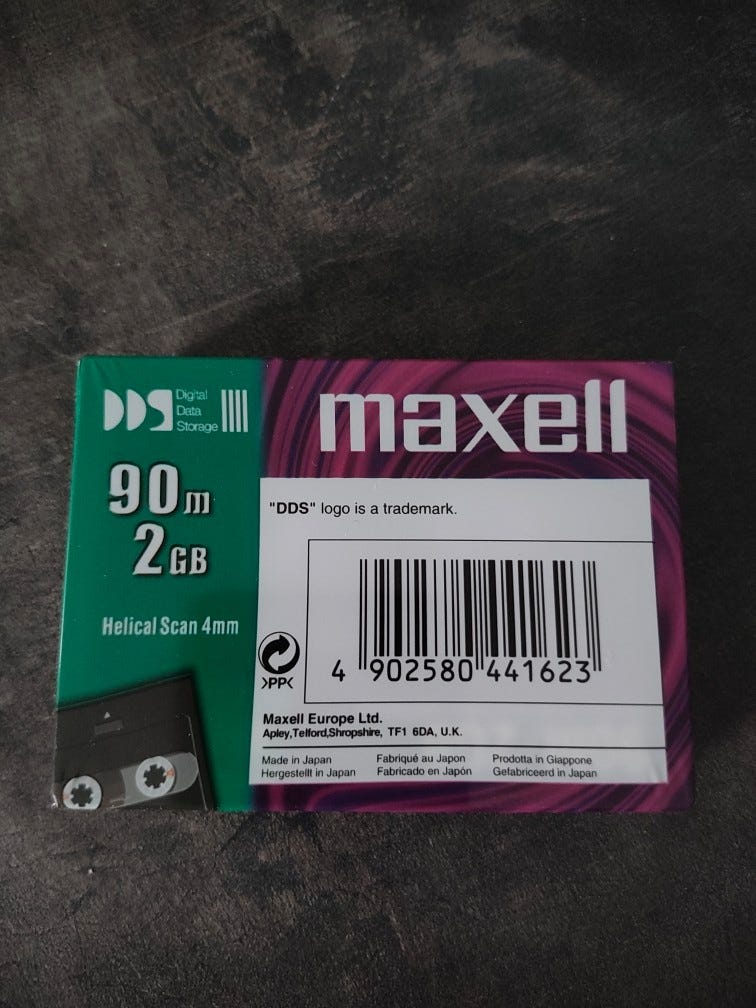 DDS Digital
Data
Storage
maxell
90m
2GB
Helical Scan 4mm
"DDS" logo is a trademark.
4 902580 441623
>PP<
Maxell Europe Ltd.
Apley,Telford,Shropshire, TF1 6DA, U.K.
Made in Japan Fabriqué au Japon Prodotta in Giappone
Hergestellt in Japan Fabricado en Japón Gefabriceerd in Japan